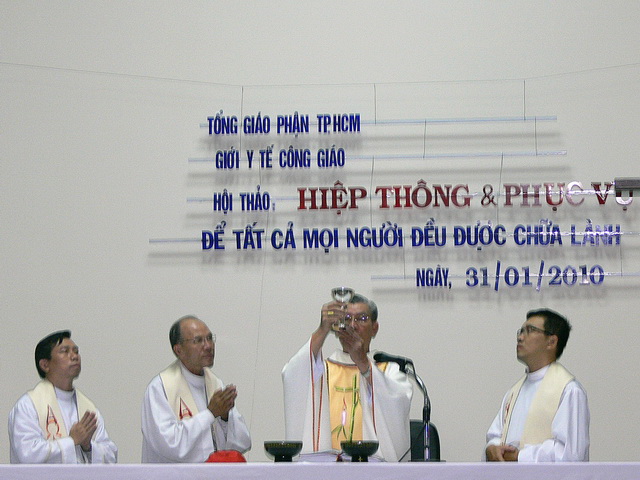 TỔNG GIÁO PHẬN TP.HCM
GIỚI Y TẾ CÔNG GIÁO
HỘI THẢO: HIỆP THÔNG & PHỤC VỤ
ĐỂ TẤT CẢ MỌI NGƯỜI ĐỀU ĐƯỢC CHỮA LÀNH
NGÀY, 31/01/2010